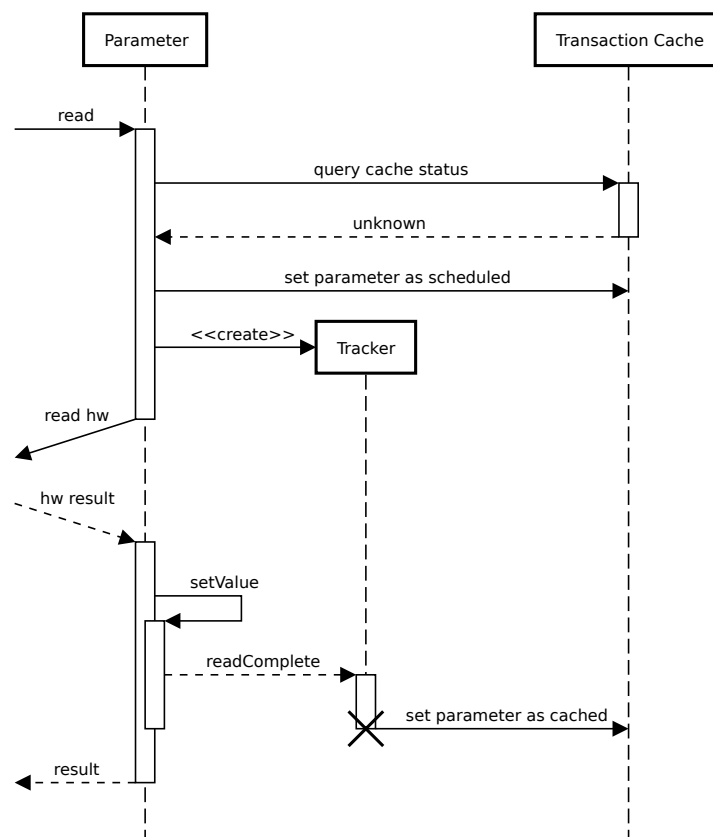 Parameter
Transaction Cache
read
query cache status
unknown
set parameter as scheduled
<<create>>
Tracker
read hw
hw result
setValue
readComplete
set parameter as cached
result